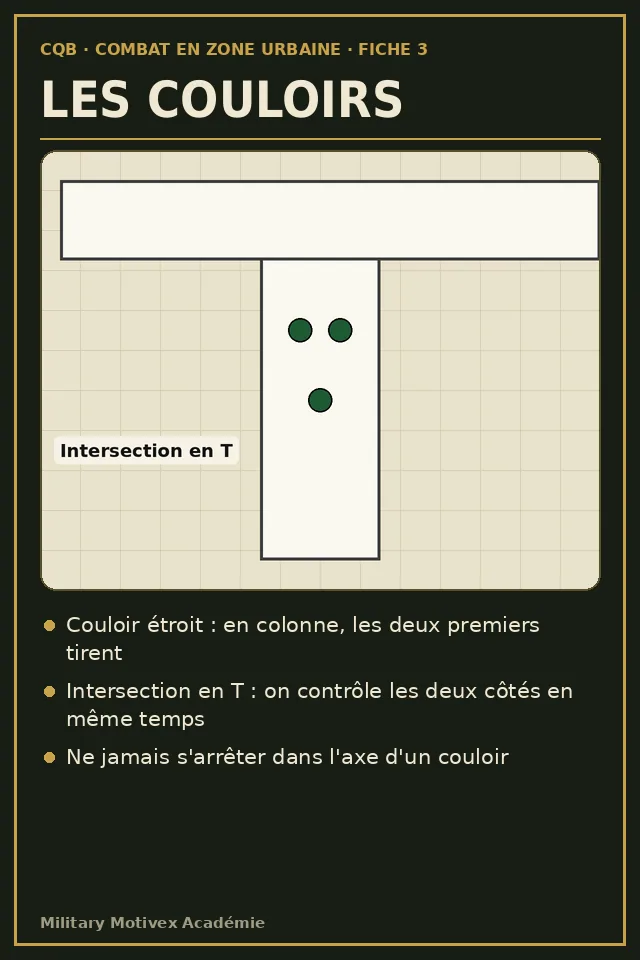 CQB · COMBAT EN ZONE URBAINE · FICHE 3
LES COULOIRS
Intersection en T
Couloir étroit : en colonne, les deux premiers
tirent
Intersection en T : on contrôle les deux côtés en
même temps
Ne jamais s'arrêter dans l'axe d'un couloir
Military Motivex Académie